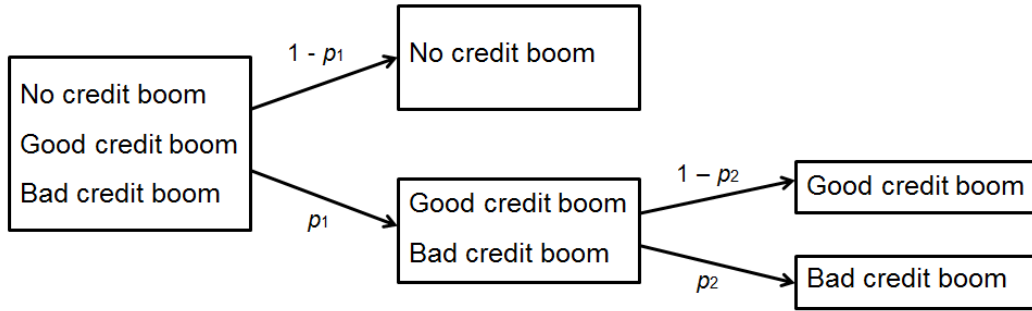 No credit boom
Good credit boom
Bad credit boom
1 - p1
p1
No credit boom
Good credit boom
Bad credit boom
1 – p2
p2
Good credit boom
Bad credit boom